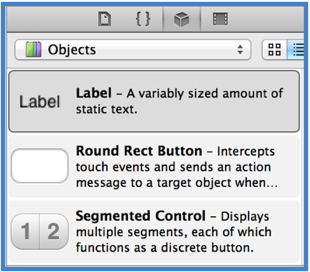 { }
Objects
Label
Label – A variably sized amount of
static text.
Round Rect Button – Intercepts
touch events and sends an action
message to a target object when...
1 2
Segmented Control – Displays
multiple segments, each of which
functions as a discrete button.